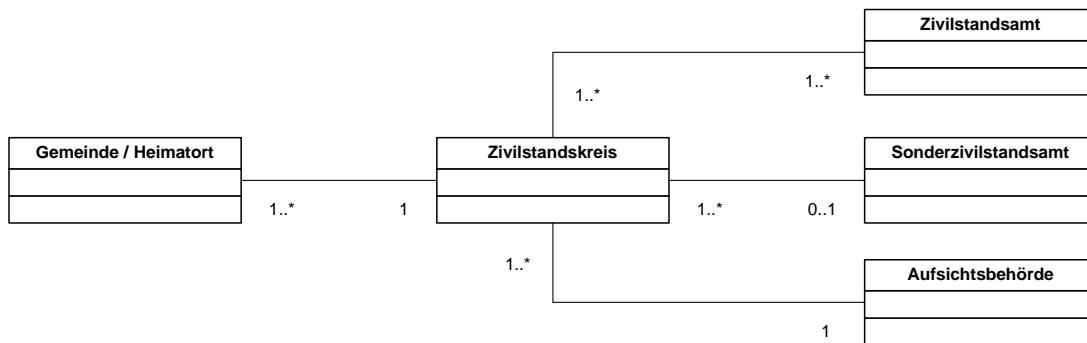 Zivilstandsamt
1..*
1..*
Gemeinde / Heimatort
Zivilstandskreis
Sonderzivilstandsamt
1..*
1
1..*
0..1
1..*
Aufsichtsbehörde
1